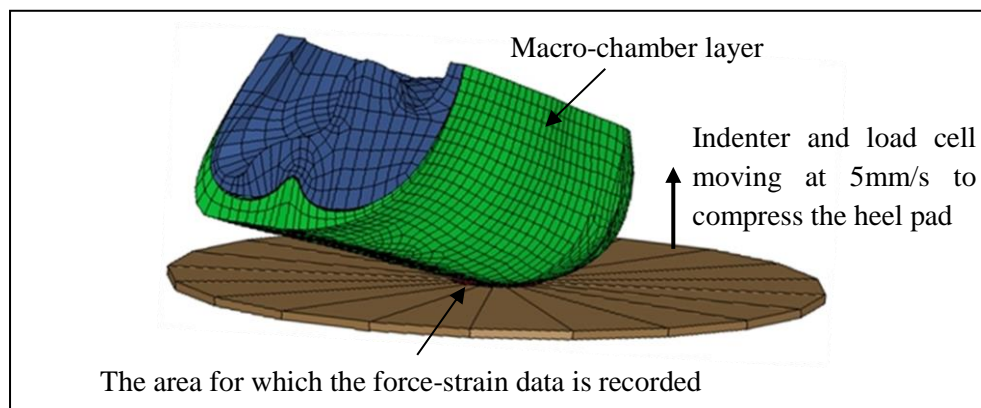 Macro-chamber layer
Indenter and load cell
moving at 5mm/s to
compress the heel pad
The area for which the force-strain data is recorded